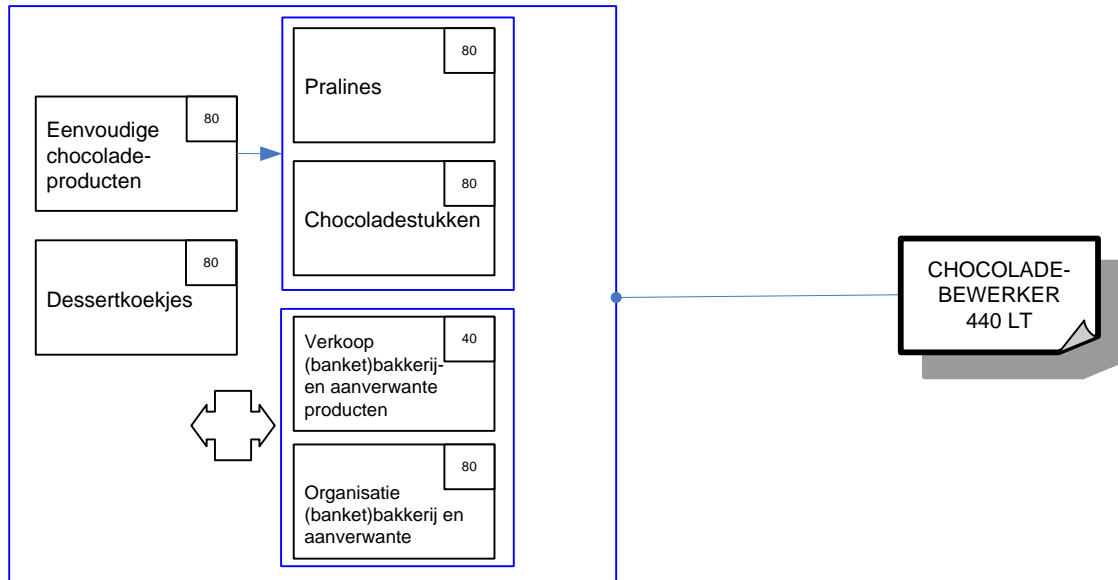 80
Eenvoudige
chocolade-
producten
80
Dessertkoekjes
80
Pralines
80
Chocoladestukken
40
Verkoop
(banket)bakkerij-
en aanverwante
producten
80
Organisatie
(banket)bakkerij en
aanverwante
CHOCOLADE-
BEWERKER
440 LT